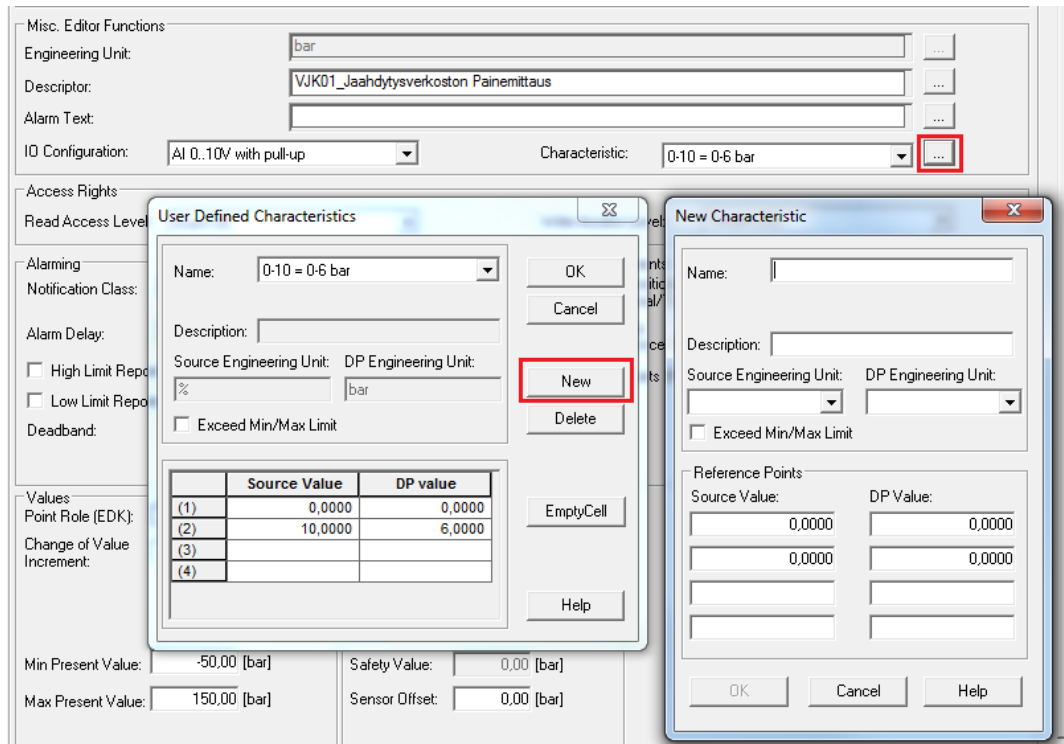 Misc. Editor Functions
Engineering Unit: bar ...
Descriptor: VJK01_Jaahdytysverkoston Painemittaus ...
Alarm Text: ...
IO Configuration: AI 0..10V with pull-up Characteristic: 0-10 = 0-6 bar ...
Access Rights
Read Access Level
Alarming
Notification Class:
Alarm Delay:
High Limit Repo
Low Limit Repo
Deadband:
Values
Point Role (EDK):
Change of Value
Increment:
Min Present Value: -50,00 [bar] Safety Value: 0,00 [bar]
Max Present Value: 150,00 [bar] Sensor Offset: 0,00 [bar]
User Defined Characteristics
Name: 0-10 = 0-6 bar
Description:
Source Engineering Unit: DP Engineering Unit:
% bar
Exceed Min/Max Limit
OK
Cancel
New
Delete
EmptyCell
Help
Source Value DP value
(1) 0,0000 0,0000
(2) 10,0000 6,0000
(3)
(4)
New Characteristic
Name:
Description:
Source Engineering Unit: DP Engineering Unit:
Exceed Min/Max Limit
Reference Points
Source Value: DP Value:
0,0000 0,0000
0,0000 0,0000
OK Cancel Help